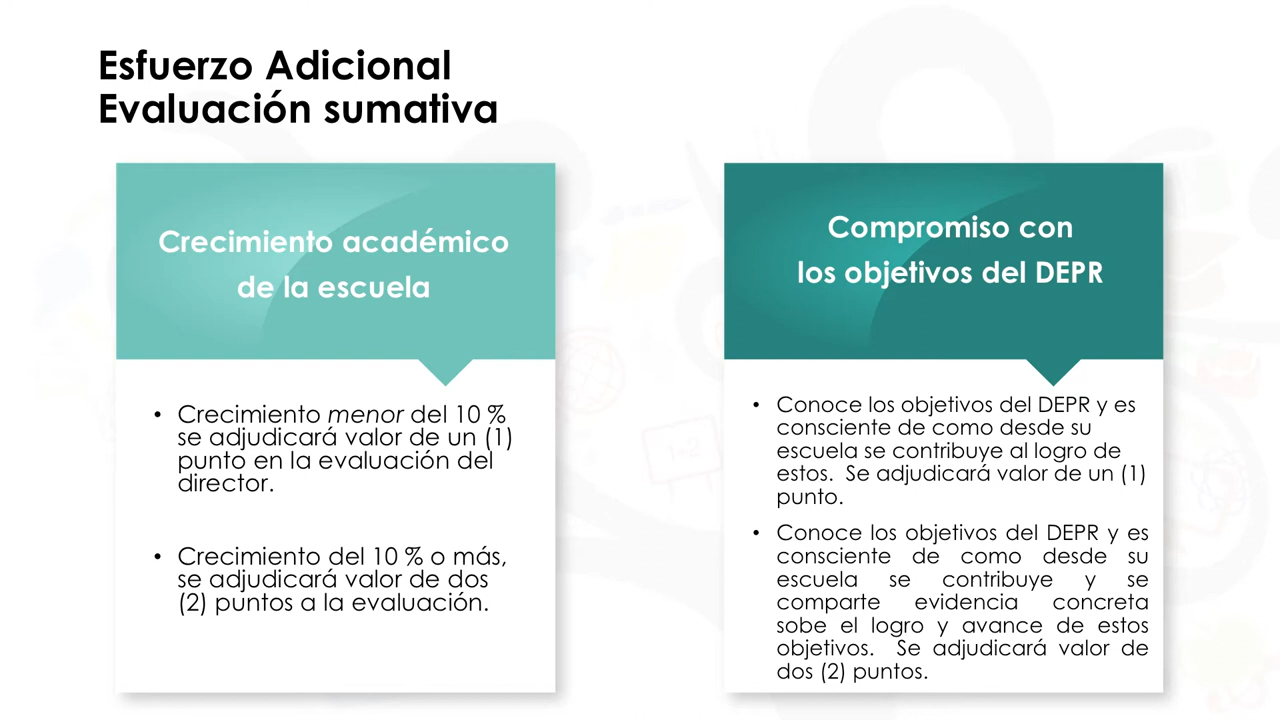 Esfuerzo Adicional
Evaluación sumativa
Crecimiento académico
de la escuela
• Crecimiento menor del 10 %
se adjudicará valor de un (1)
punto en la evaluación del
director.
• Crecimiento del 10 % o más,
se adjudicará valor de dos
(2) puntos a la evaluación.
Compromiso con
los objetivos del DEPR
• Conoce los objetivos del DEPR y es
consciente de como desde su
escuela se contribuye al logro de
estos. Se adjudicará valor de un (1)
punto.
• Conoce los objetivos del DEPR y es
consciente de como desde su
escuela se contribuye y se
comparte evidencia concreta
sobe el logro y avance de estos
objetivos. Se adjudicará valor de
dos (2) puntos.